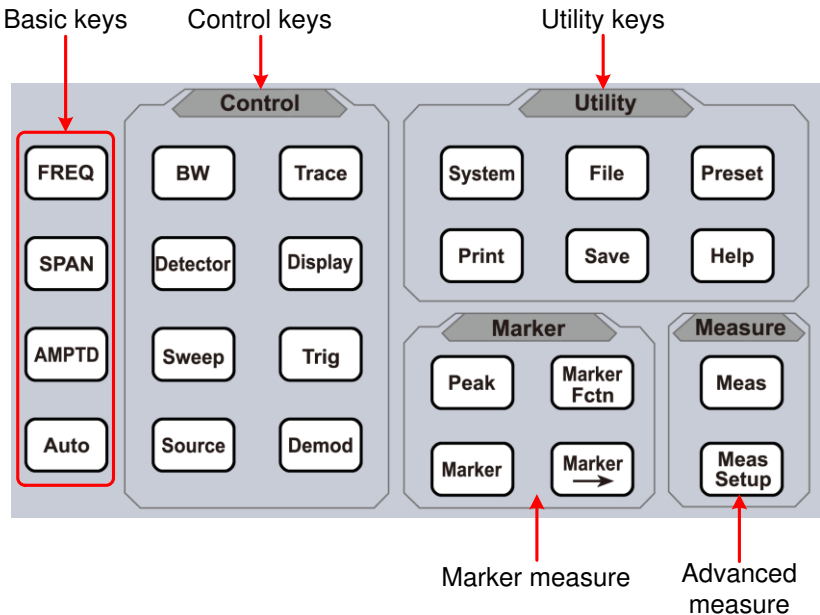 Basic keys
Control keys
Utility keys
Control
Utility
FREQ
BW
Trace
System
File
Preset
SPAN
Detector
Display
Print
Save
Help
AMPTD
Sweep
Trig
Marker
Measure
Peak
Marker
Fctn
Meas
Auto
Source
Demod
Marker
Marker
Meas
Setup
Marker measure
Advanced
measure